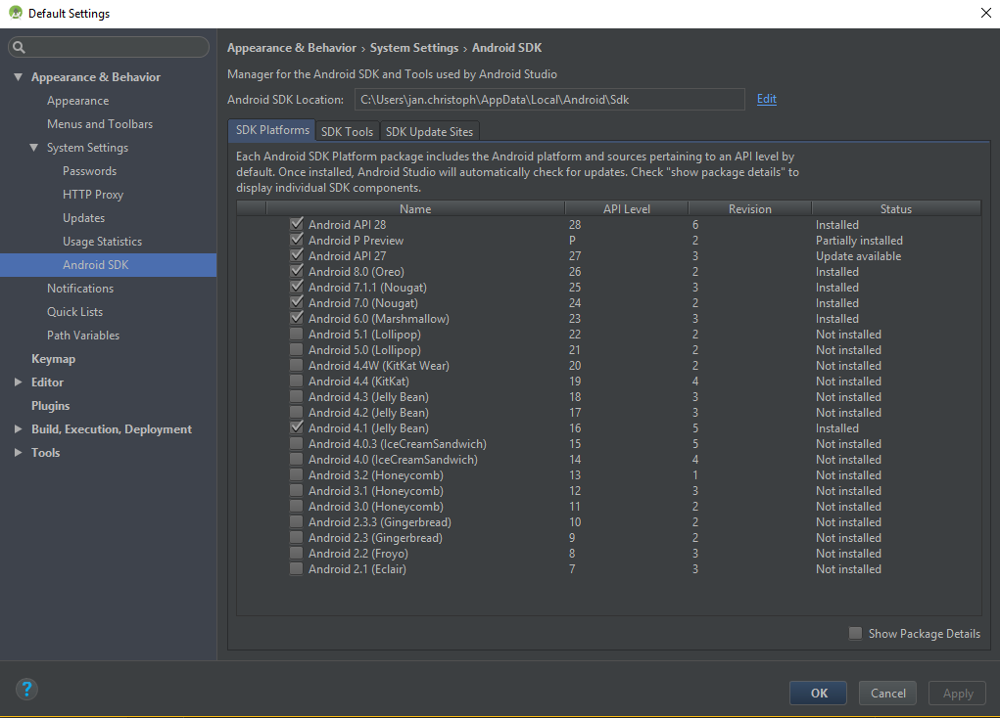 Default Settings
Appearance & Behavior
Appearance
Menus and Toolbars
System Settings
Passwords
HTTP Proxy
Updates
Usage Statistics
Android SDK
Notifications
Quick Lists
Path Variables
Keymap
Editor
Plugins
Build, Execution, Deployment
Tools
Appearance & Behavior › System Settings › Android SDK
Manager for the Android SDK and Tools used by Android Studio
Android SDK Location: C:\Users\jan.christoph\AppData\Local\Android\Sdk Edit
SDK Platforms SDK Tools SDK Update Sites
Each Android SDK Platform package includes the Android platform and sources pertaining to an API level by
default. Once installed, Android Studio will automatically check for updates. Check "show package details" to
display individual SDK components.
Name API Level Revision Status
Android API 28 28 6 Installed
Android P Preview P 2 Partially installed
Android API 27 27 3 Update available
Android 8.0 (Oreo) 26 2 Installed
Android 7.1.1 (Nougat) 25 3 Installed
Android 7.0 (Nougat) 24 2 Installed
Android 6.0 (Marshmallow) 23 3 Installed
Android 5.1 (Lollipop) 22 2 Not installed
Android 5.0 (Lollipop) 21 2 Not installed
Android 4.4W (KitKat Wear) 20 2 Not installed
Android 4.4 (KitKat) 19 4 Not installed
Android 4.3 (Jelly Bean) 18 3 Not installed
Android 4.2 (Jelly Bean) 17 3 Not installed
Android 4.1 (Jelly Bean) 16 5 Installed
Android 4.0.3 (IceCreamSandwich) 15 5 Not installed
Android 4.0 (IceCreamSandwich) 14 4 Not installed
Android 3.2 (Honeycomb) 13 1 Not installed
Android 3.1 (Honeycomb) 12 3 Not installed
Android 3.0 (Honeycomb) 11 2 Not installed
Android 2.3.3 (Gingerbread) 10 2 Not installed
Android 2.3 (Gingerbread) 9 2 Not installed
Android 2.2 (Froyo) 8 3 Not installed
Android 2.1 (Eclair) 7 3 Not installed
Show Package Details
? OK Cancel Apply